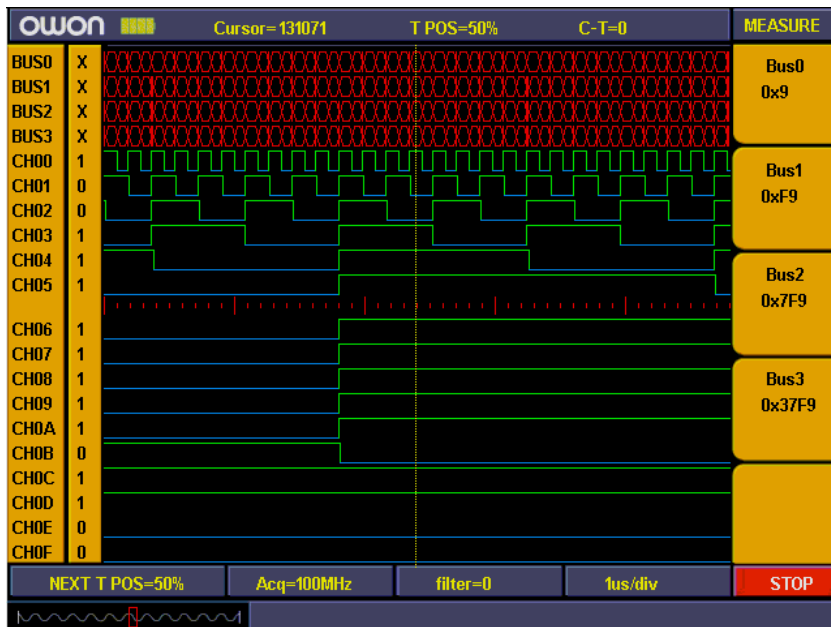 owon Cursor=131071 T POS=50% C-T=0 MEASURE
BUS0 X
BUS1 X
BUS2 X
BUS3 X
CH00 1
CH01 0
CH02 0
CH03 1
CH04 1
CH05 1
CH06 1
CH07 1
CH08 1
CH09 1
CH0A 1
CH0B 0
CH0C 1
CH0D 1
CH0E 0
CH0F 0
Bus0
0x9
Bus1
0xF9
Bus2
0x7F9
Bus3
0x37F9
NEXT T POS=50% Acq=100MHz filter=0 1us/div STOP